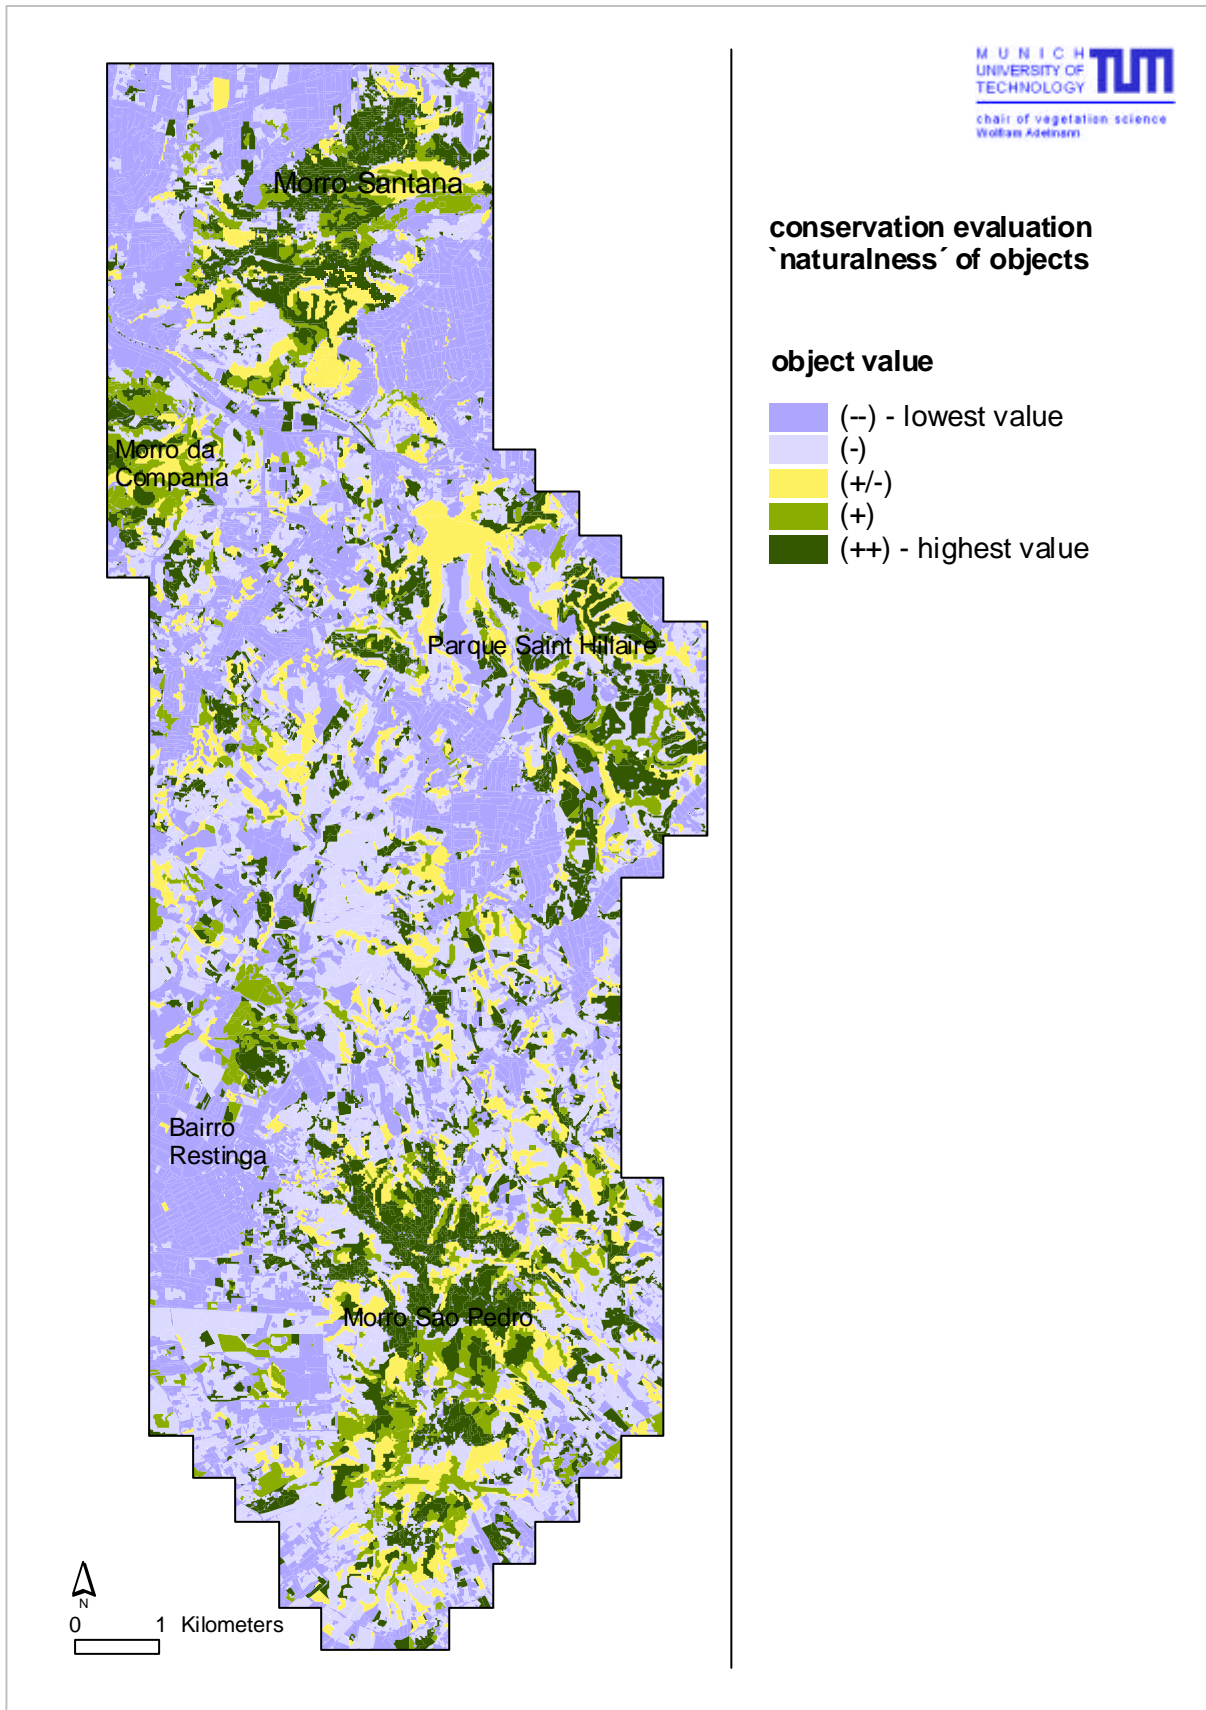 MUNICH
UNIVERSITY OF
TECHNOLOGY
TUM
chair of vegetation science
Wolfram Adelmann
conservation evaluation
`naturalness´ of objects
object value
(--) - lowest value
(-)
(+/-)
(+)
(++) - highest value
Morro Santana
Morro da
Compania
Parque Saint Hillaire
Bairro
Restinga
Morro Sao Pedro
N
0 1 Kilometers